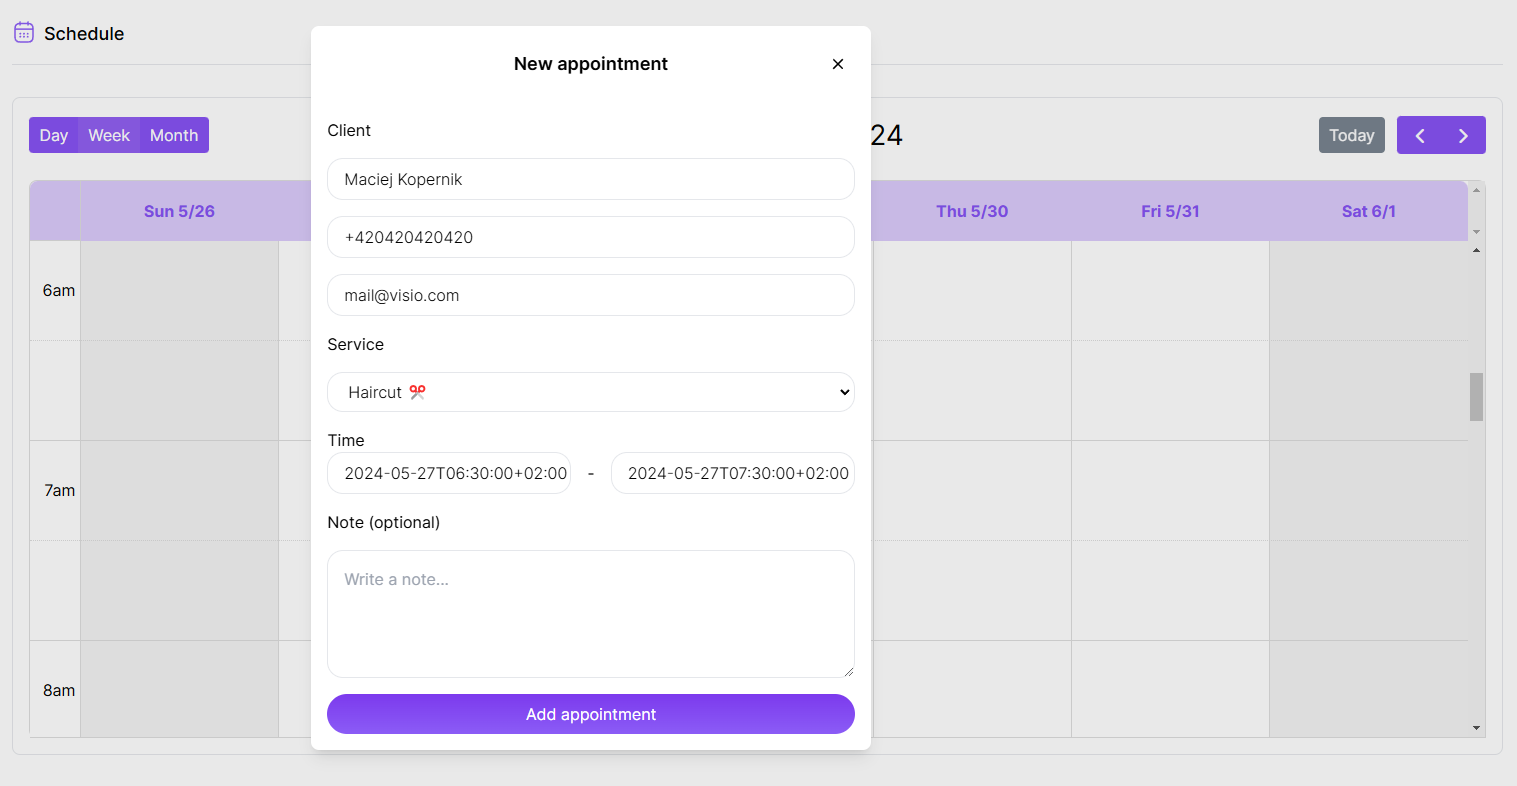 Schedule
New appointment
Day Week Month
24
Today
Client
Maciej Kopernik
+420420420420
mail@visio.com
Sun 5/26
Thu 5/30
Fri 5/31
Sat 6/1
6am
7am
8am
Service
Haircut
Time
2024-05-27T06:30:00+02:00 - 2024-05-27T07:30:00+02:00
Note (optional)
Write a note...
Add appointment